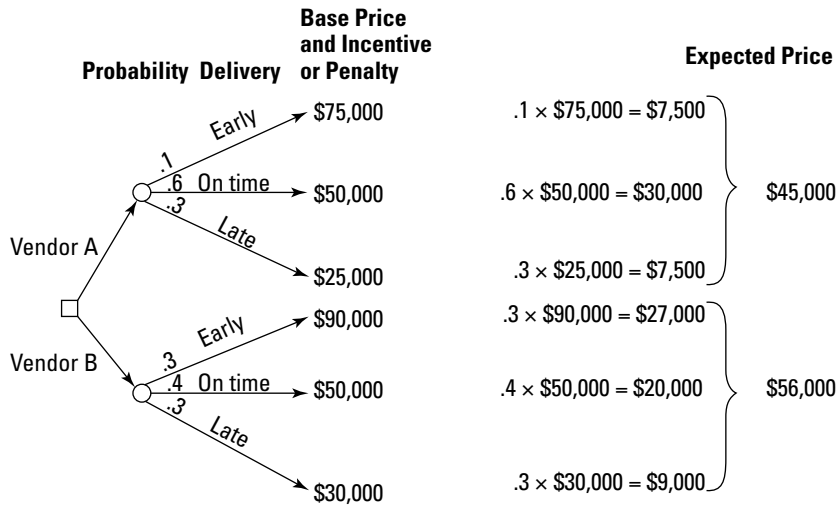 Probability Delivery Base Price
and Incentive
or Penalty Expected Price
Early $75,000 .1 × $75,000 = $7,500
.1
.6 On time $50,000 .6 × $50,000 = $30,000 $45,000
.3
Late
Vendor A
$25,000 .3 × $25,000 = $7,500
Early $90,000 .3 × $90,000 = $27,000
Vendor B
.3
.4 On time $50,000 .4 × $50,000 = $20,000 $56,000
.3
Late
$30,000 .3 × $30,000 = $9,000